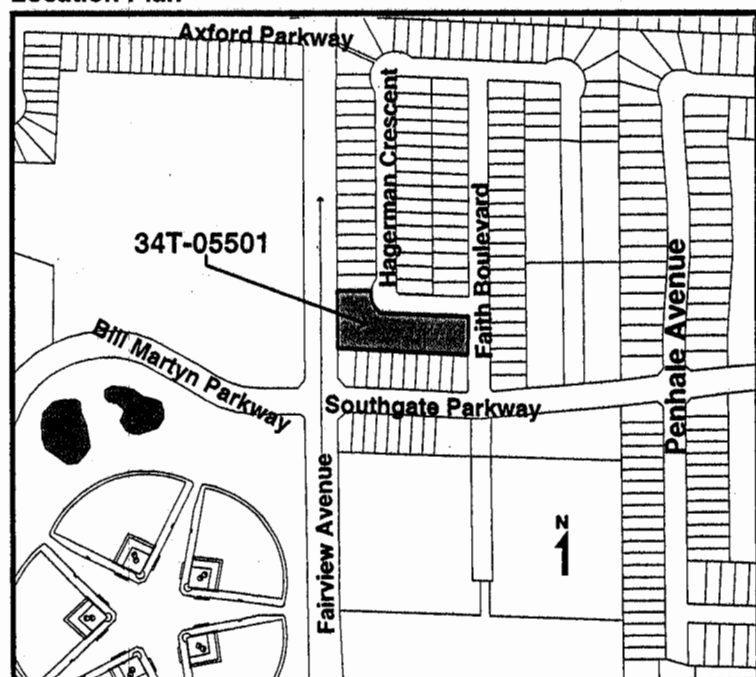 Axford Parkway
Hagerman Crescent
34T-05501
Faith Boulevard
Penhale Avenue
Bill Martyn Parkway
Southgate Parkway
Fairview Avenue
N